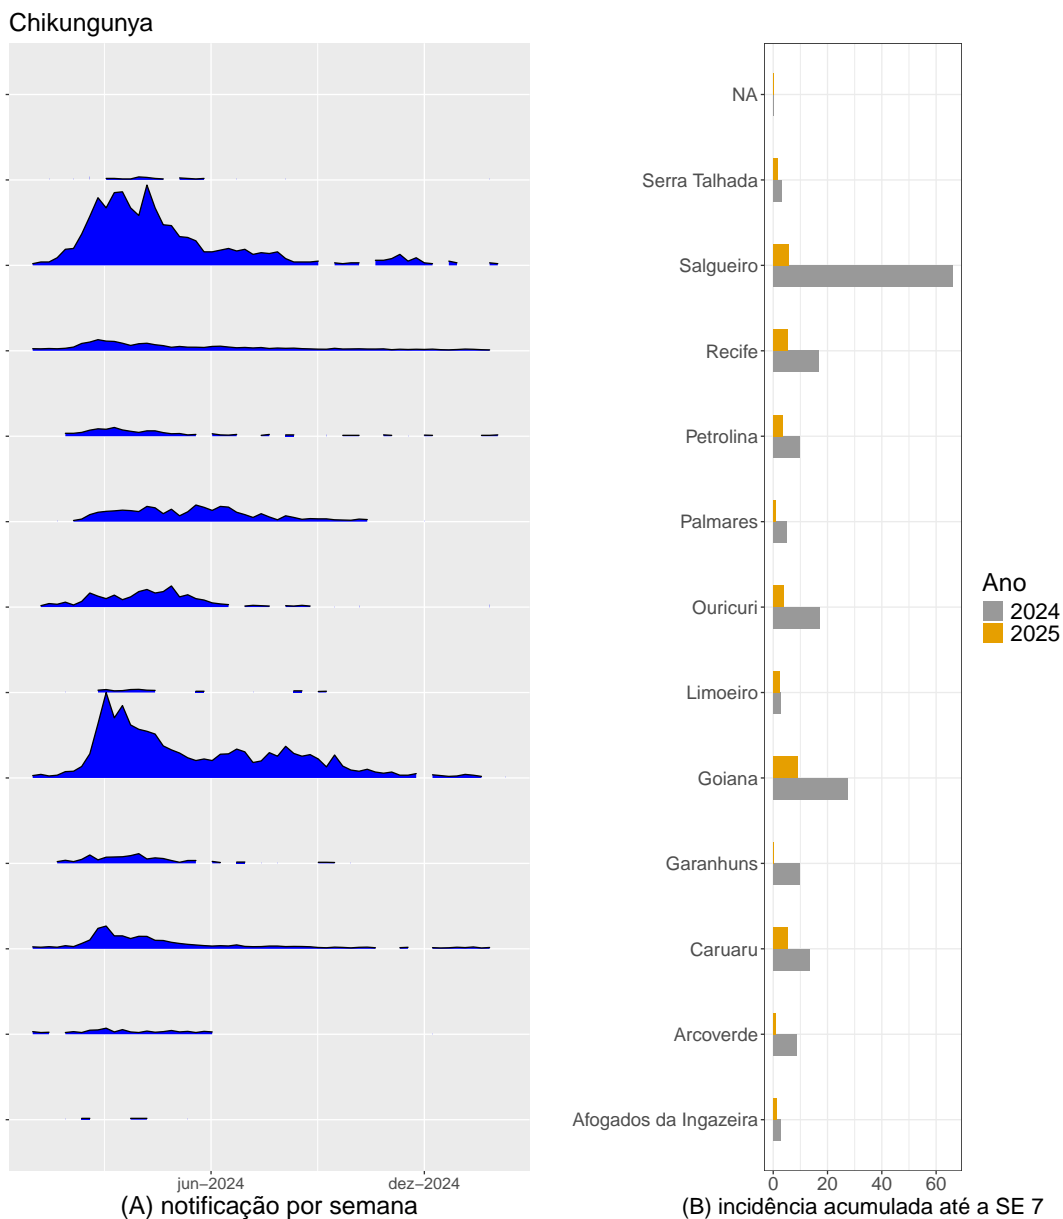 Chikungunya
NA
Serra Talhada
Salgueiro
Recife
Petrolina
Palmares
Ouricuri
Limoeiro
Goiana
Garanhuns
Caruaru
Arcoverde
Afogados da Ingazeira
Ano
2024
2025
jun–2024 dez–2024
0 20 40 60
(A) notificação por semana
(B) incidência acumulada até a SE 7